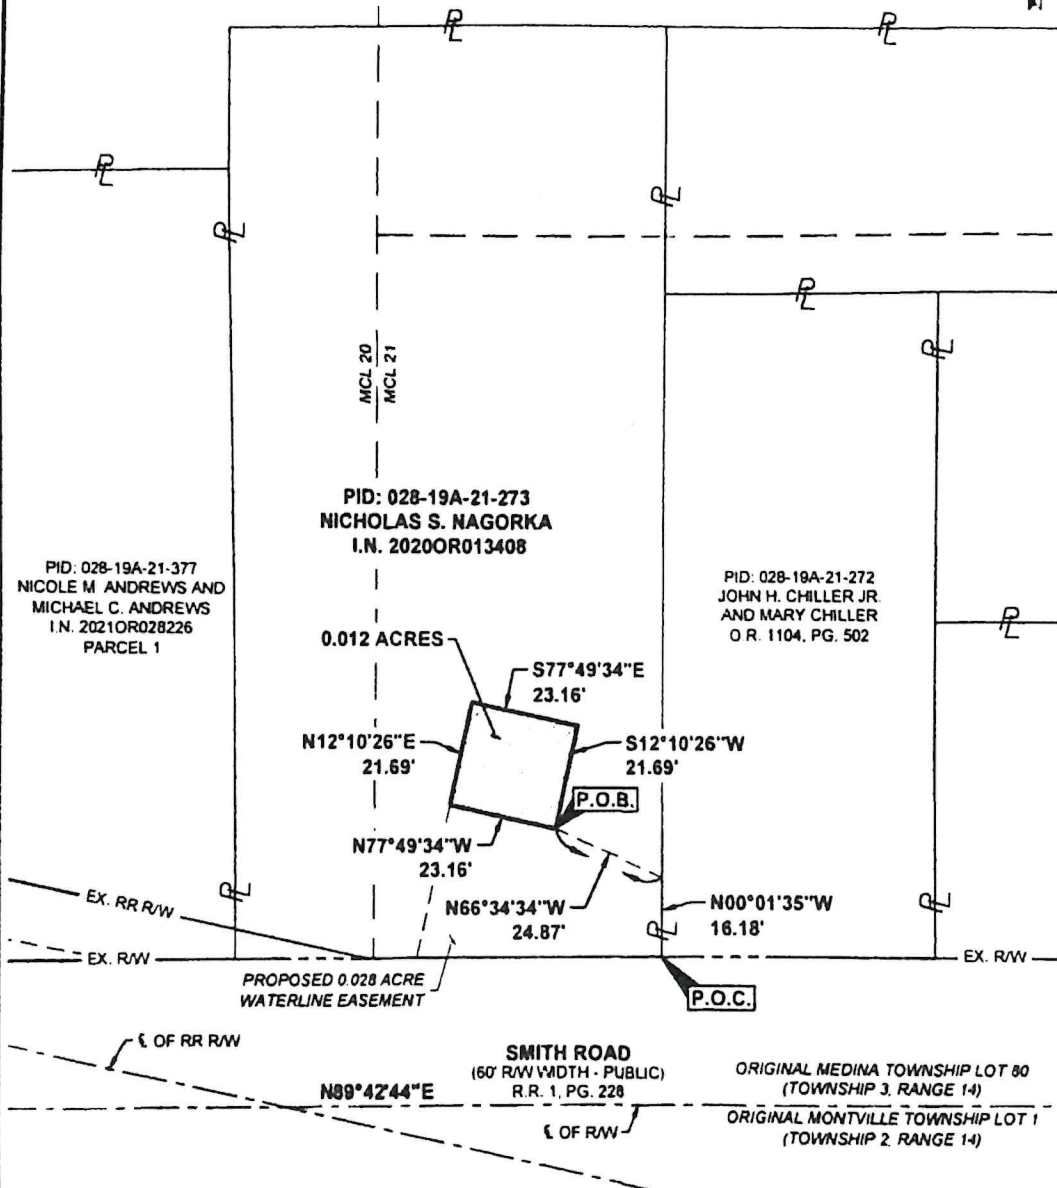 PL
PL
PL
PL
PL
PL
PL
MCL 20
MCL 21
PID: 028-19A-21-273
NICHOLAS S. NAGORKA
I.N. 2020OR013408
PID: 028-19A-21-377
NICOLE M ANDREWS AND
MICHAEL C. ANDREWS
I.N. 2021OR028226
PARCEL 1
PID: 028-19A-21-272
JOHN H. CHILLER JR.
AND MARY CHILLER
O R. 1104, PG. 502
PL
0.012 ACRES
S77°49'34"E
23.16'
N12°10'26"E
21.69'
S12°10'26"W
21.69'
P.O.B.
N77°49'34"W
23.16'
N66°34'34"W
24.87'
N00°01'35"W
16.18'
PL
PL
PL
EX. RR R/W
EX. R/W
EX. R/W
PROPOSED 0.028 ACRE
WATERLINE EASEMENT
P.O.C.
℄ OF RR R/W
SMITH ROAD
(60' R/W WIDTH - PUBLIC)
R.R. 1, PG. 228
N89°42'44"E
ORIGINAL MEDINA TOWNSHIP LOT 80
(TOWNSHIP 3, RANGE 14)
ORIGINAL MONTVILLE TOWNSHIP LOT 1
(TOWNSHIP 2, RANGE 14)
℄ OF R/W